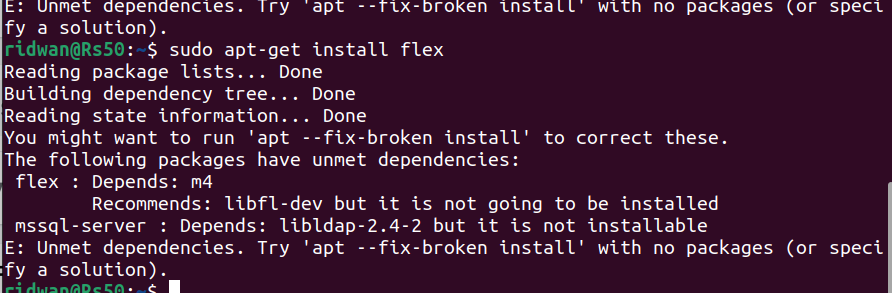 E: Unmet dependencies. Try 'apt --fix-broken install' with no packages (or speci
fy a solution).
ridwan@Rs50:~$ sudo apt-get install flex
Reading package lists... Done
Building dependency tree... Done
Reading state information... Done
You might want to run 'apt --fix-broken install' to correct these.
The following packages have unmet dependencies:
 flex : Depends: m4
        Recommends: libfl-dev but it is not going to be installed
 mssql-server : Depends: libldap-2.4-2 but it is not installable
E: Unmet dependencies. Try 'apt --fix-broken install' with no packages (or speci
fy a solution).
ridwan@Rs50:~$